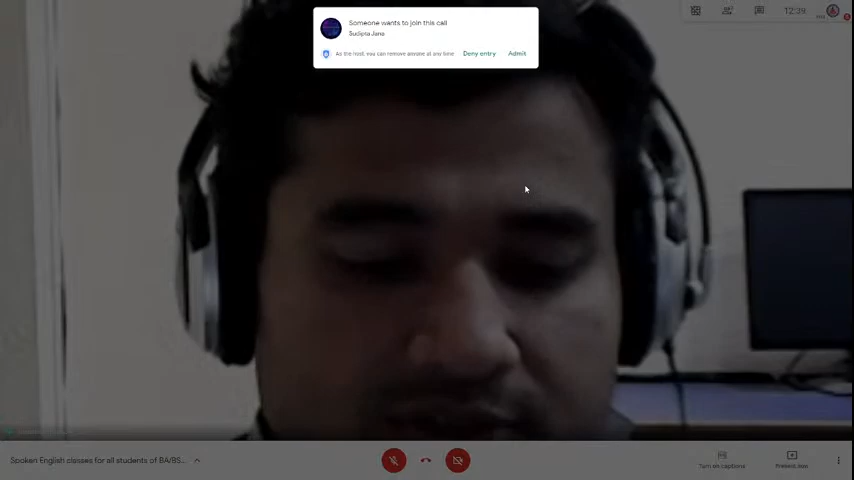 Someone wants to join this call
Sudipta Jana
As the host, you can remove anyone at any time
Deny entry
Admit
12:39
Spoken English classes for all students of BA/BS...
Turn on captions
Present now